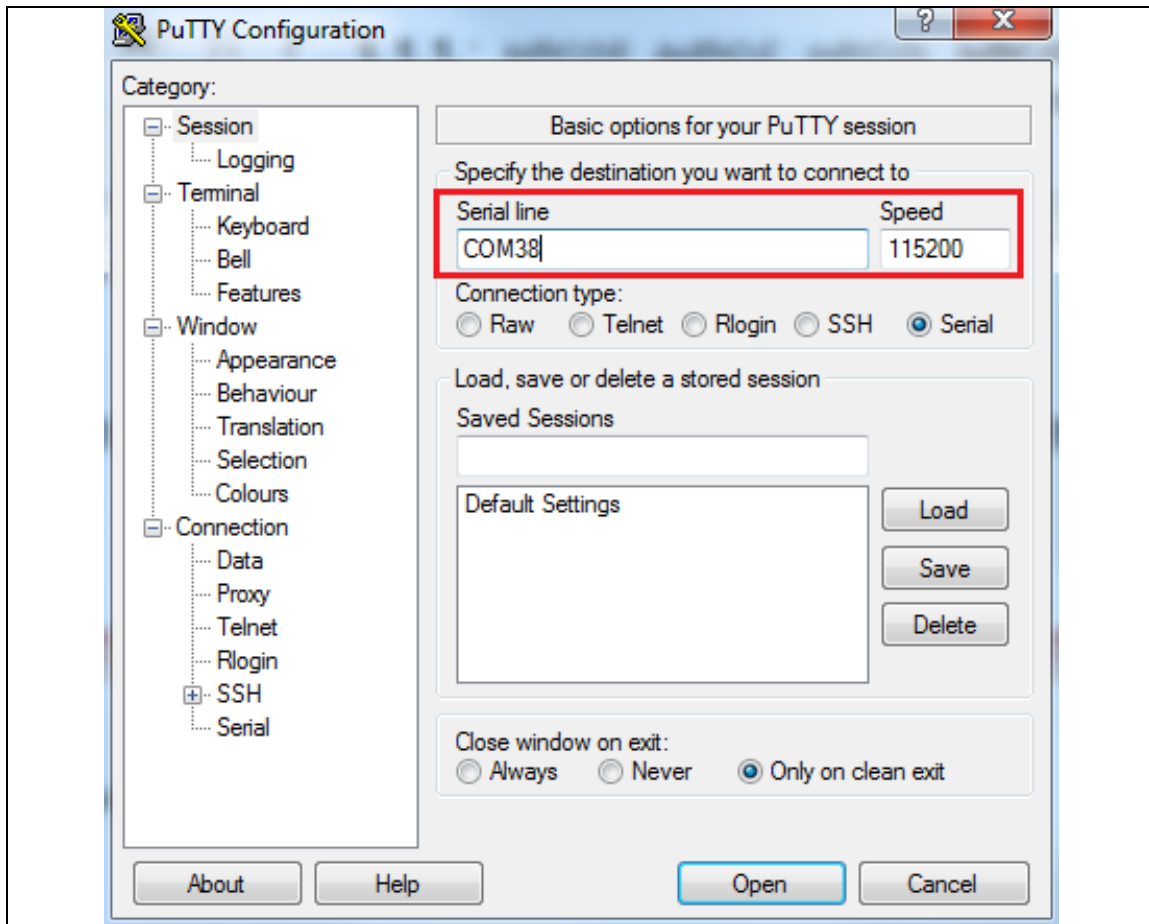 PuTTY Configuration
Category:
Session
Logging
Terminal
Keyboard
Bell
Features
Window
Appearance
Behaviour
Translation
Selection
Colours
Connection
Data
Proxy
Telnet
Rlogin
SSH
Serial
Basic options for your PuTTY session
Specify the destination you want to connect to
Serial line Speed
COM38 115200
Connection type:
Raw Telnet Rlogin SSH Serial
Load, save or delete a stored session
Saved Sessions
Default Settings
Load
Save
Delete
Close window on exit:
Always Never Only on clean exit
About Help Open Cancel